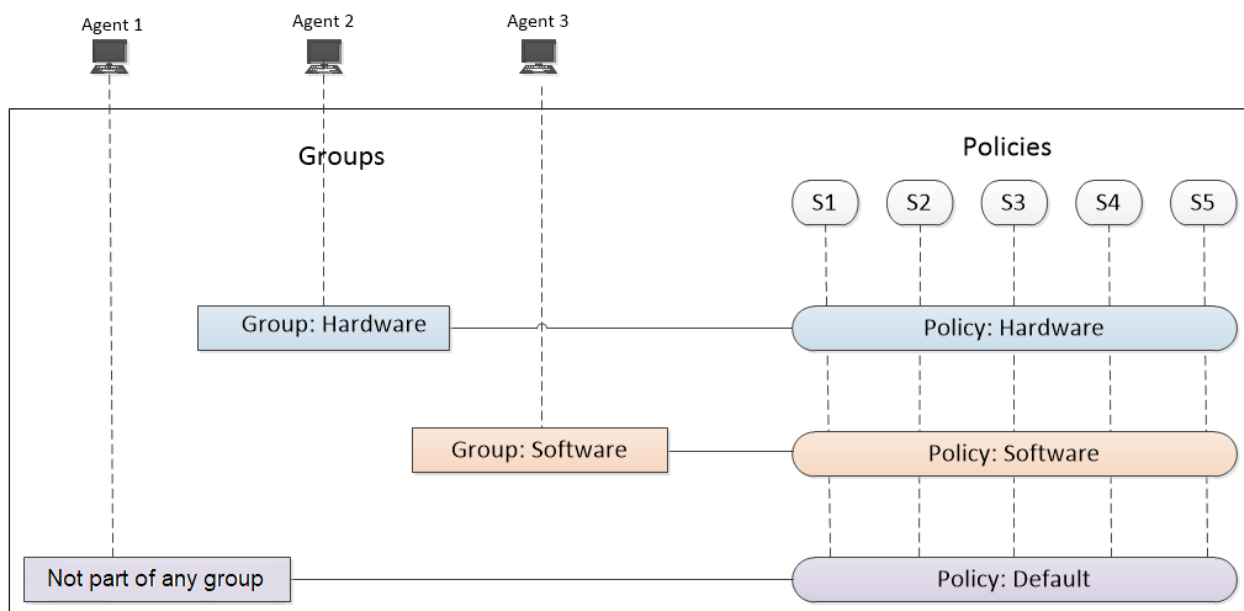 Agent 1
Agent 2
Agent 3
Groups
Policies
S1
S2
S3
S4
S5
Group: Hardware
Policy: Hardware
Group: Software
Policy: Software
Not part of any group
Policy: Default